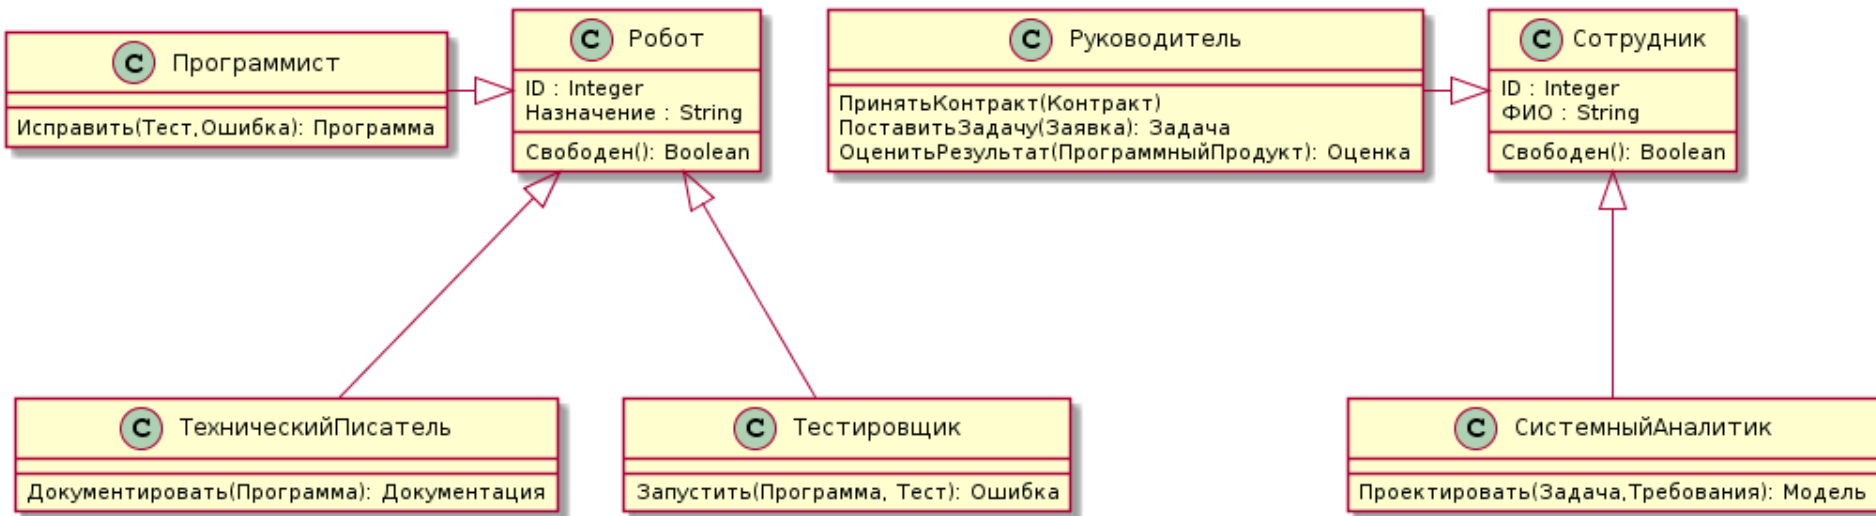 C Программист
Исправить(Тест,Ошибка): Программа
C Робот
ID : Integer
Назначение : String
Свободен(): Boolean
C Руководитель
ПринятьКонтракт(Контракт)
ПоставитьЗадачу(Заявка): Задача
ОценитьРезультат(ПрограммныйПродукт): Оценка
C Сотрудник
ID : Integer
ФИО : String
Свободен(): Boolean
C ТехническийПисатель
Документировать(Программа): Документация
C Тестировщик
Запустить(Программа, Тест): Ошибка
C СистемныйАналитик
Проектировать(Задача,Требования): Модель